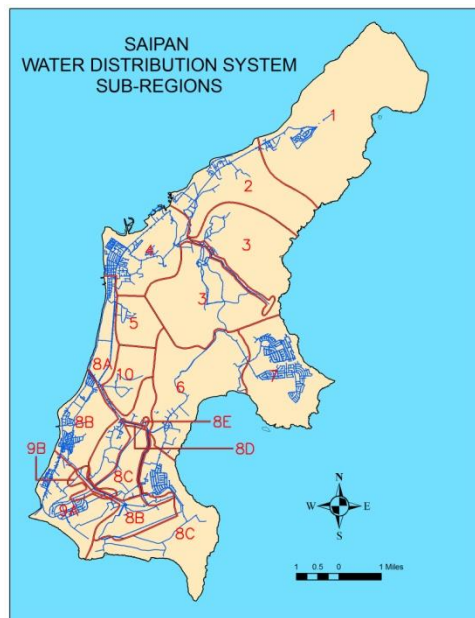 SAIPAN
WATER DISTRIBUTION SYSTEM
SUB-REGIONS
1
2
3
4
3
5
7
8A
10
6
8B
8E
9B
8D
8C
9A
8B
8C
N
W E
S
1 0.5 0 1 Miles